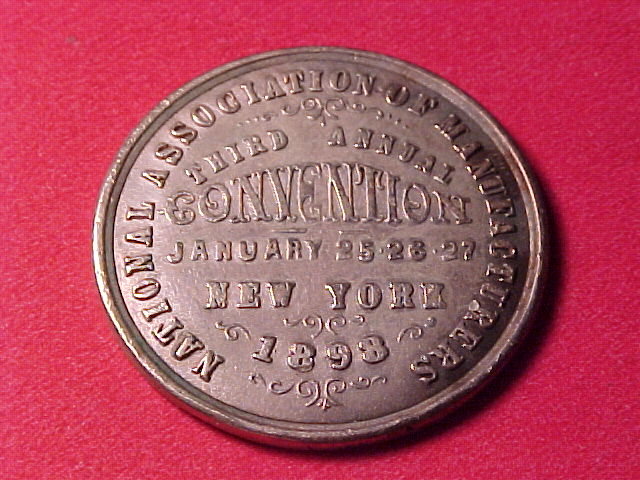 NATIONAL ASSOCIATION OF MANUFACTURERS
THIRD ANNUAL
CONVENTION
JANUARY 25·26·27
NEW YORK
1898